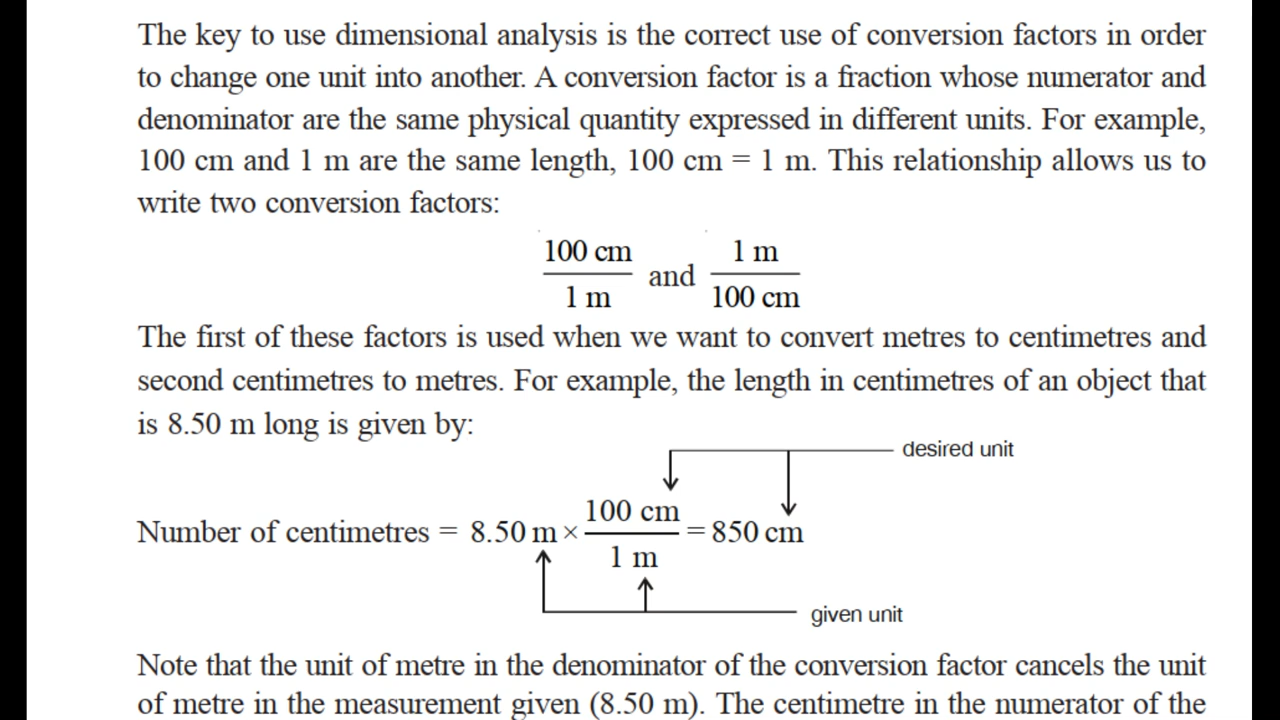 The key to use dimensional analysis is the correct use of conversion factors in order
to change one unit into another. A conversion factor is a fraction whose numerator and
denominator are the same physical quantity expressed in different units. For example,
100 cm and 1 m are the same length, 100 cm = 1 m. This relationship allows us to
write two conversion factors:
100 cm
1 m
and
1 m
100 cm
The first of these factors is used when we want to convert metres to centimetres and
second centimetres to metres. For example, the length in centimetres of an object that
is 8.50 m long is given by:
desired unit
Number of centimetres = 8.50 m ×
100 cm
1 m
= 850 cm
given unit
Note that the unit of metre in the denominator of the conversion factor cancels the unit
of metre in the measurement given (8.50 m). The centimetre in the numerator of the